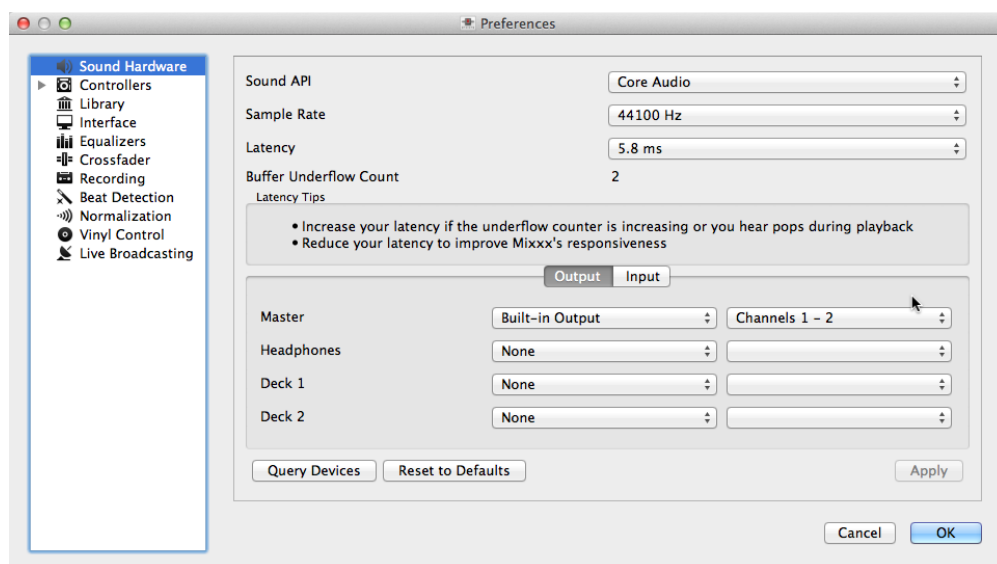 Preferences
Sound Hardware
Controllers
Library
Interface
Equalizers
Crossfader
Recording
Beat Detection
Normalization
Vinyl Control
Live Broadcasting
Sound API Core Audio
Sample Rate 44100 Hz
Latency 5.8 ms
Buffer Underflow Count 2
Latency Tips
• Increase your latency if the underflow counter is increasing or you hear pops during playback
• Reduce your latency to improve Mixxx's responsiveness
Output Input
Master Built-in Output Channels 1 - 2
Headphones None
Deck 1 None
Deck 2 None
Query Devices Reset to Defaults Apply
Cancel OK